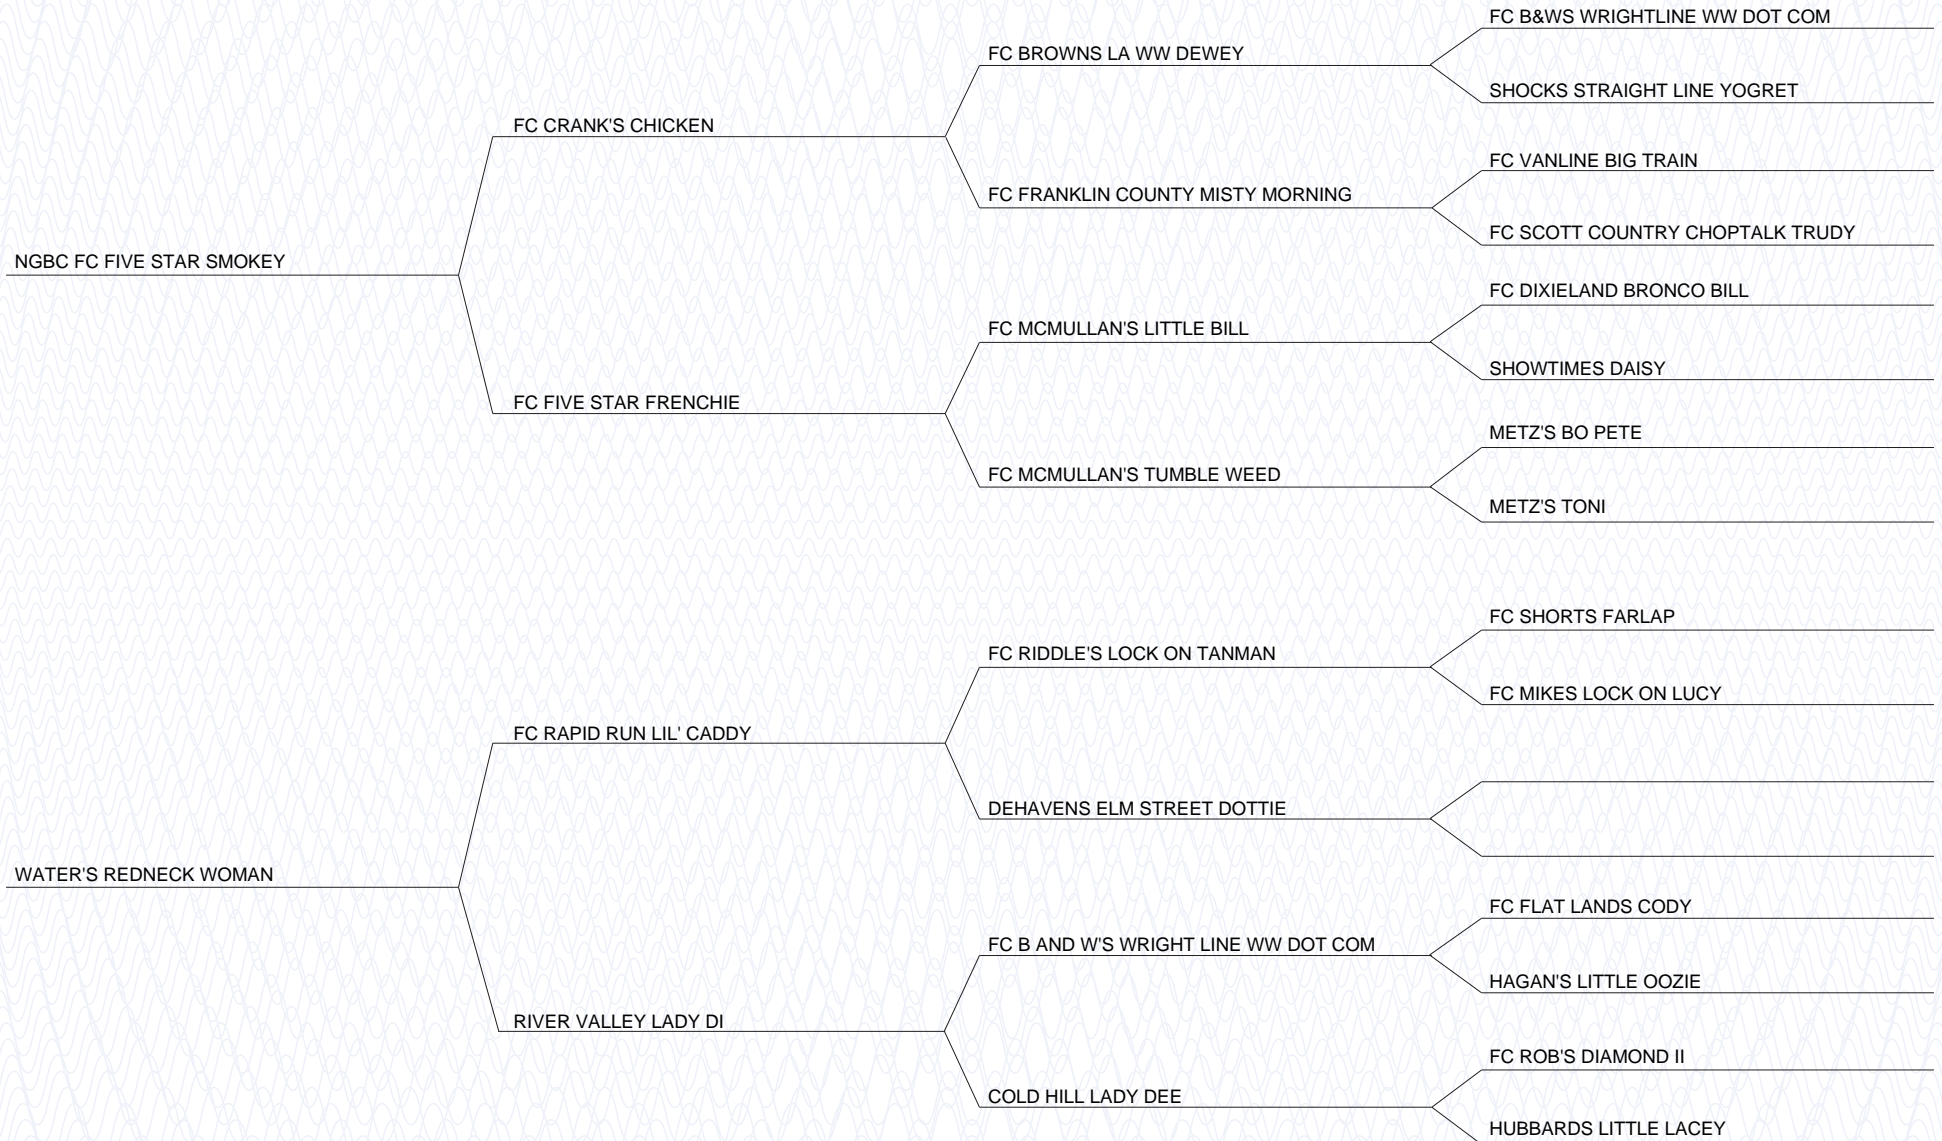 FC B&WS WRIGHTLINE WW DOT COM
FC BROWNS LA WW DEWEY
SHOCKS STRAIGHT LINE YOGRET
FC CRANK'S CHICKEN
FC VANLINE BIG TRAIN
FC FRANKLIN COUNTY MISTY MORNING
FC SCOTT COUNTRY CHOPTALK TRUDY
NGBC FC FIVE STAR SMOKEY
FC DIXIELAND BRONCO BILL
FC MCMULLAN'S LITTLE BILL
SHOWTIMES DAISY
FC FIVE STAR FRENCHIE
METZ'S BO PETE
FC MCMULLAN'S TUMBLE WEED
METZ'S TONI
FC SHORTS FARLAP
FC RIDDLE'S LOCK ON TANMAN
FC MIKES LOCK ON LUCY
FC RAPID RUN LIL' CADDY
DEHAVENS ELM STREET DOTTIE
WATER'S REDNECK WOMAN
FC FLAT LANDS CODY
FC B AND W'S WRIGHT LINE WW DOT COM
HAGAN'S LITTLE OOZIE
RIVER VALLEY LADY DI
FC ROB'S DIAMOND II
COLD HILL LADY DEE
HUBBARDS LITTLE LACEY